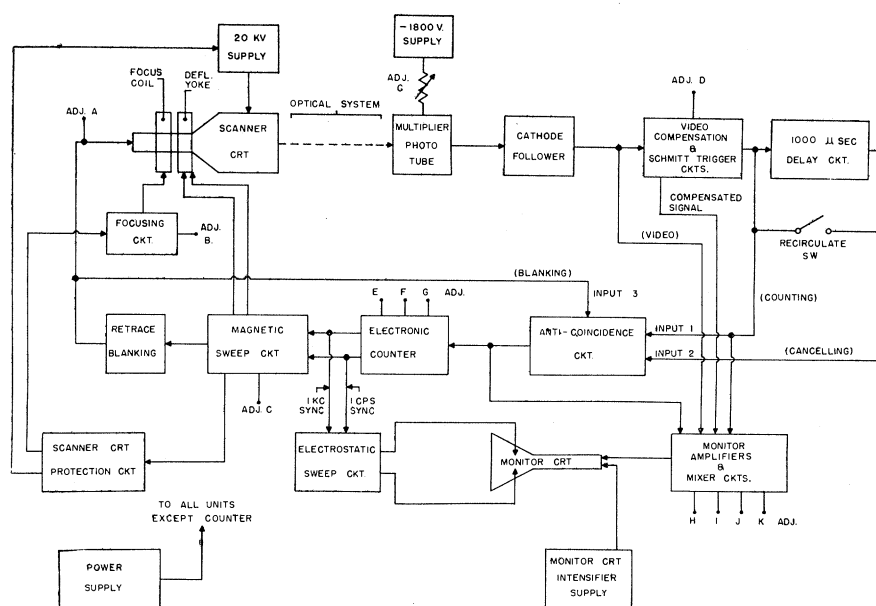 20 KV
SUPPLY
-1800 V.
SUPPLY
FOCUS
COIL
DEFL.
YOKE
ADJ. A
SCANNER
CRT
OPTICAL SYSTEM
ADJ.
G
MULTIPLIER
PHOTO
TUBE
CATHODE
FOLLOWER
ADJ. D
VIDEO
COMPENSATION
&
SCHMITT TRIGGER
CKTS.
1000 μ SEC
DELAY CKT.
COMPENSATED
SIGNAL
(VIDEO)
RECIRCULATE
SW
FOCUSING
CKT.
ADJ.
B.
(BLANKING)
INPUT 3
(COUNTING)
E F G ADJ.
RETRACE
BLANKING
MAGNETIC
SWEEP CKT
ELECTRONIC
COUNTER
ANTI-COINCIDENCE
CKT.
INPUT 1
INPUT 2
(CANCELLING)
ADJ. C
1 KC
SYNC
1 CPS
SYNC
SCANNER CRT
PROTECTION CKT
ELECTROSTATIC
SWEEP CKT.
MONITOR CRT
MONITOR
AMPLIFIERS
&
MIXER CKTS.
H I J K ADJ.
TO ALL UNITS
EXCEPT COUNTER
POWER
SUPPLY
MONITOR CRT
INTENSIFIER
SUPPLY